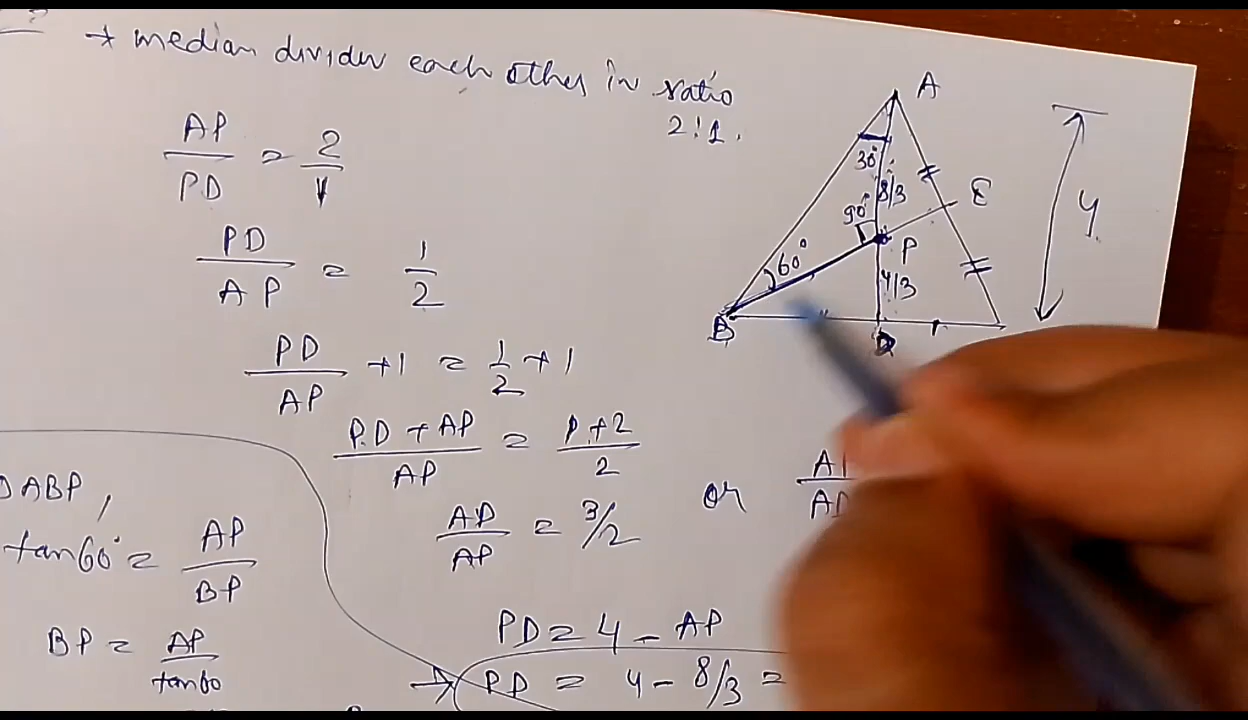 → median divides each other in ratio
2:1.
AP/PD = 2/1
PD/AP = 1/2
PD/AP + 1 = 1/2 + 1
PD + AP/AP = 1+2/2
AD/AP = 3/2 or
PD = 4 - AP
→ PD = 4 - 8/3 =
ABP,
tan60° = AP/BP
BP = AP/tan60
A
30°
8/3
E
90°
P
60°
4/3
B
D
4